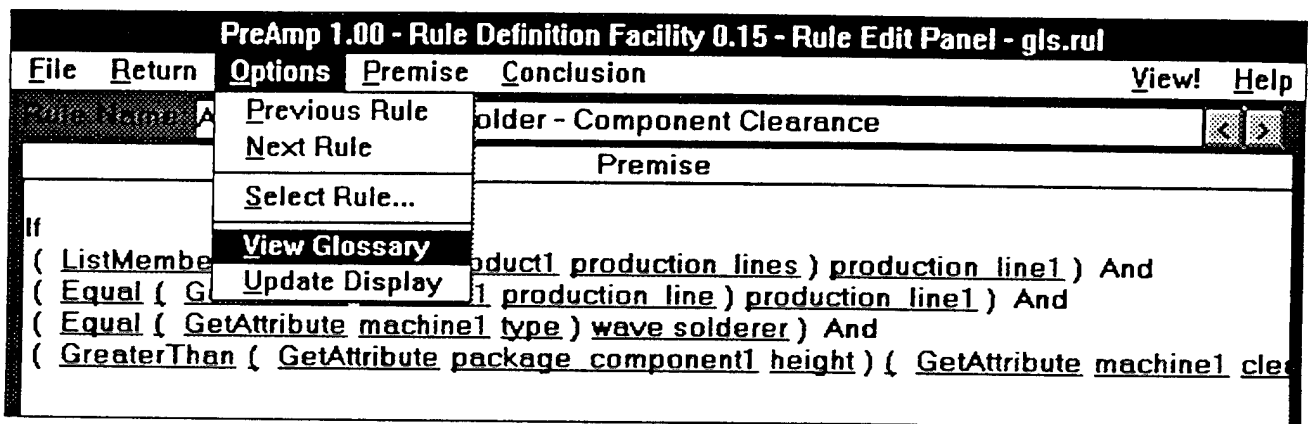 PreAmp 1.00 - Rule Definition Facility 0.15 - Rule Edit Panel - gls.rul
File Return Options Premise Conclusion View! Help
Rule Name A older - Component Clearance < >
Previous Rule
Next Rule
Premise
Select Rule...
If
View Glossary
( ListMembe oduct1 production lines ) production line1 ) And
Update Display
( Equal ( G 1 production line ) production line1 ) And
( Equal ( GetAttribute machine1 type ) wave solderer ) And
( GreaterThan ( GetAttribute package component1 height ) ( GetAttribute machine1 clea